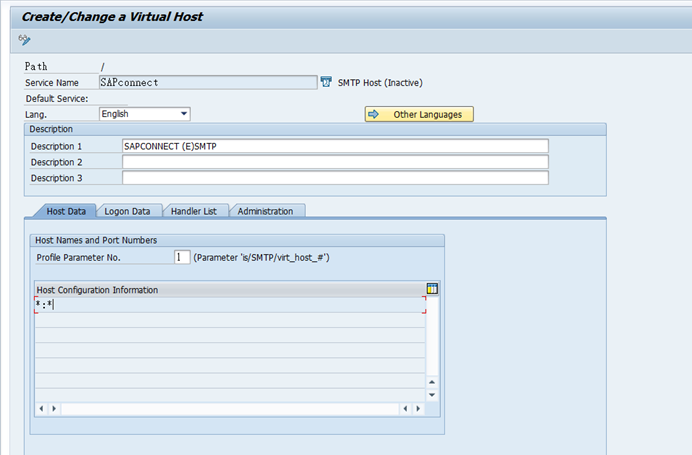 Create/Change a Virtual Host
Path /
Service Name SAPconnect SMTP Host (Inactive)
Default Service:
Lang. English Other Languages
Description
Description 1 SAPCONNECT (E)SMTP
Description 2
Description 3
Host Data Logon Data Handler List Administration
Host Names and Port Numbers
Profile Parameter No. 1 (Parameter 'is/SMTP/virt_host_#')
Host Configuration Information
*:*